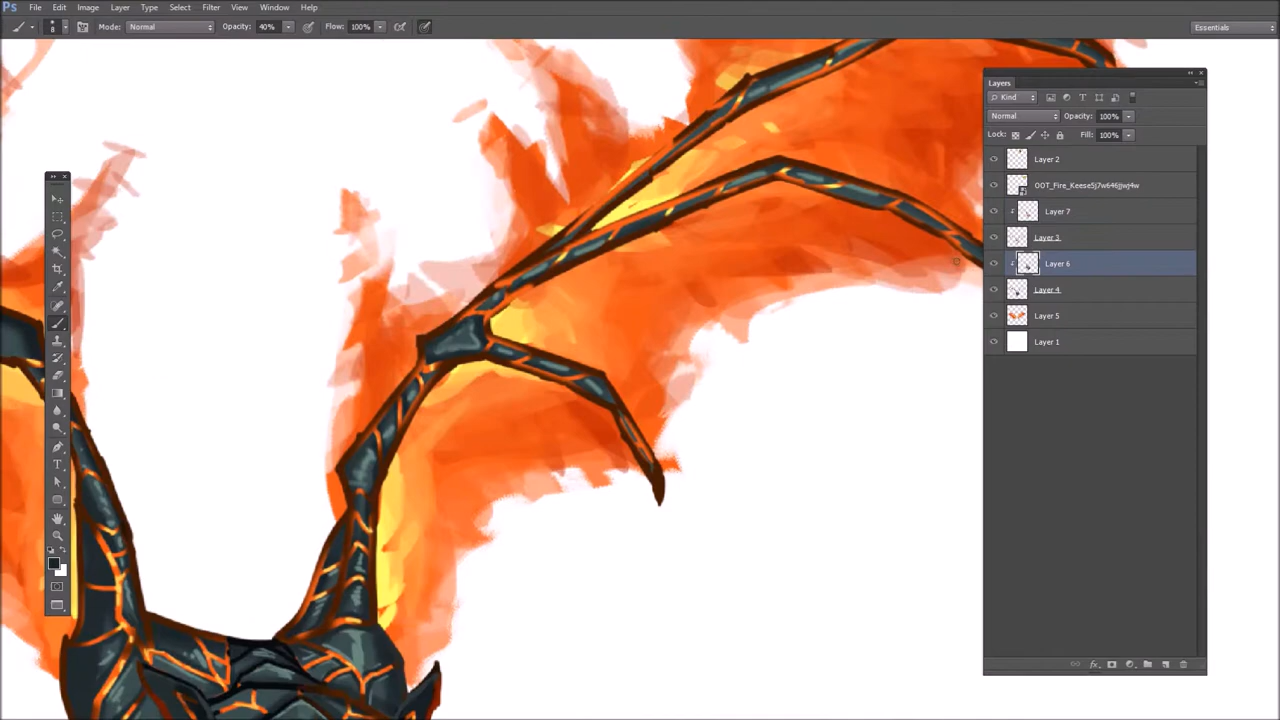 Ps File Edit Image Layer Type Select Filter View Window Help
8 Mode: Normal Opacity: 40% Flow: 100% Essentials
Layers
Kind
Normal Opacity: 100%
Lock: Fill: 100%
Layer 2
Layer 7
Layer 3
Layer 6
Layer 4
Layer 5
Layer 1
T
fx